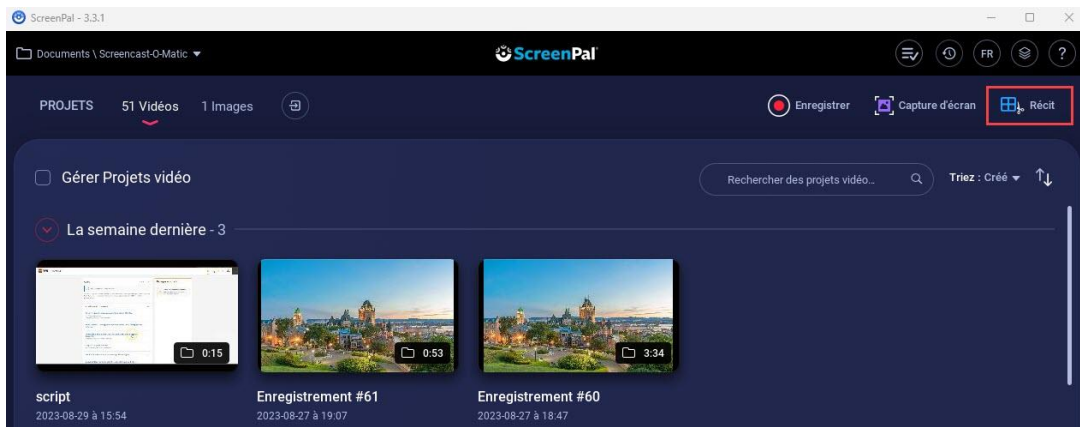 ScreenPal - 3.3.1
Documents \ Screencast-O-Matic
ScreenPal
FR
?
PROJETS
51 Vidéos
1 Images
Enregistrer
Capture d'écran
Récit
Gérer Projets vidéo
Rechercher des projets vidéo...
Triez : Créé
La semaine dernière - 3
0:15
0:53
3:34
script
Enregistrement #61
Enregistrement #60
2023-08-29 à 15:54
2023-08-27 à 19:07
2023-08-27 à 18:47